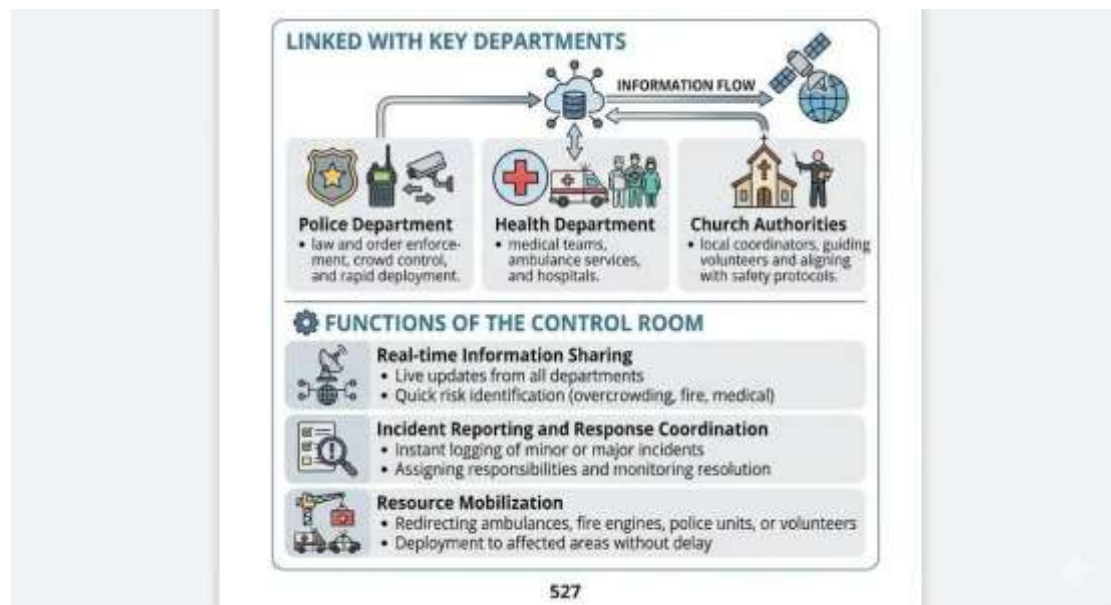 LINKED WITH KEY DEPARTMENTS
INFORMATION FLOW
Police Department
• law and order enforce-
ment, crowd control,
and rapid deployment.
Health Department
• medical teams,
ambulance services,
and hospitals.
Church Authorities
• local coordinators, guiding
volunteers and aligning
with safety protocols.
FUNCTIONS OF THE CONTROL ROOM
Real-time Information Sharing
• Live updates from all departments
• Quick risk identification (overcrowding, fire, medical)
Incident Reporting and Response Coordination
• Instant logging of minor or major incidents
• Assigning responsibilities and monitoring resolution
Resource Mobilization
• Redirecting ambulances, fire engines, police units, or volunteers
• Deployment to affected areas without delay
527